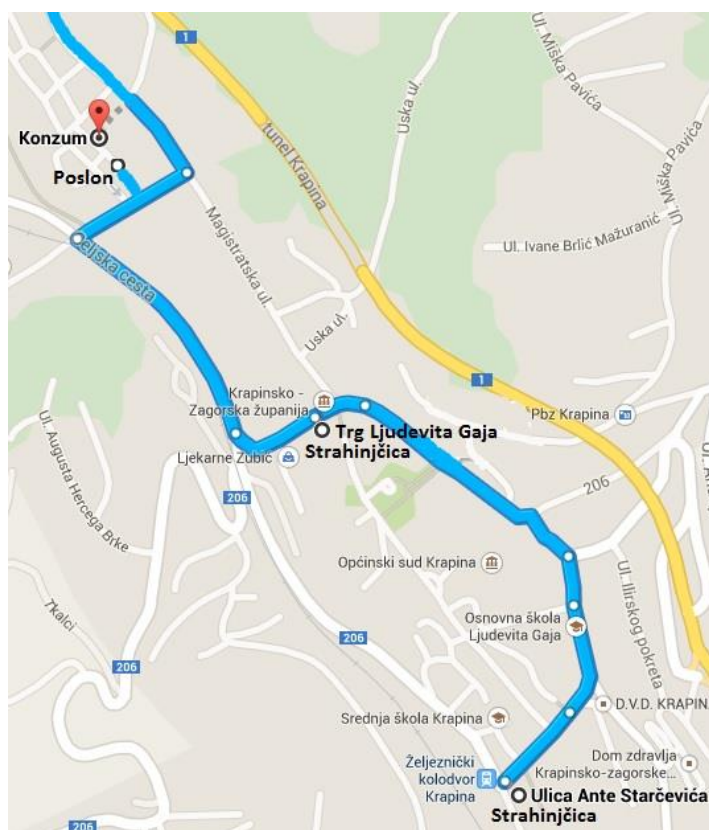 1
Ul. Miška Pavića
Uska ul.
Konzum
tunel Krapina
Ul. Miška Pavića
Poslon
Magistratska ul.
Ul. Ivane Brlić Mažuranić
Uska ul.
1
Krapinsko -
Zagorska županija
Pbz Krapina
Trg Ljudevita Gaja
Strahinjčica
Ljekarne Zubić
Ul. Augusta Hercega Brke
206
206
Općinski sud Krapina
Ul. Ilirskog pokreta
Osnovna škola
Ljudevita Gaja
7kalci
206
206
D.V.D. KRAPIN
Srednja škola Krapina
Željeznički
kolodvor
Krapina
Dom zdravlja
Krapinsko-zagorske...
Ulica Ante Starčevića
Strahinjčica
206